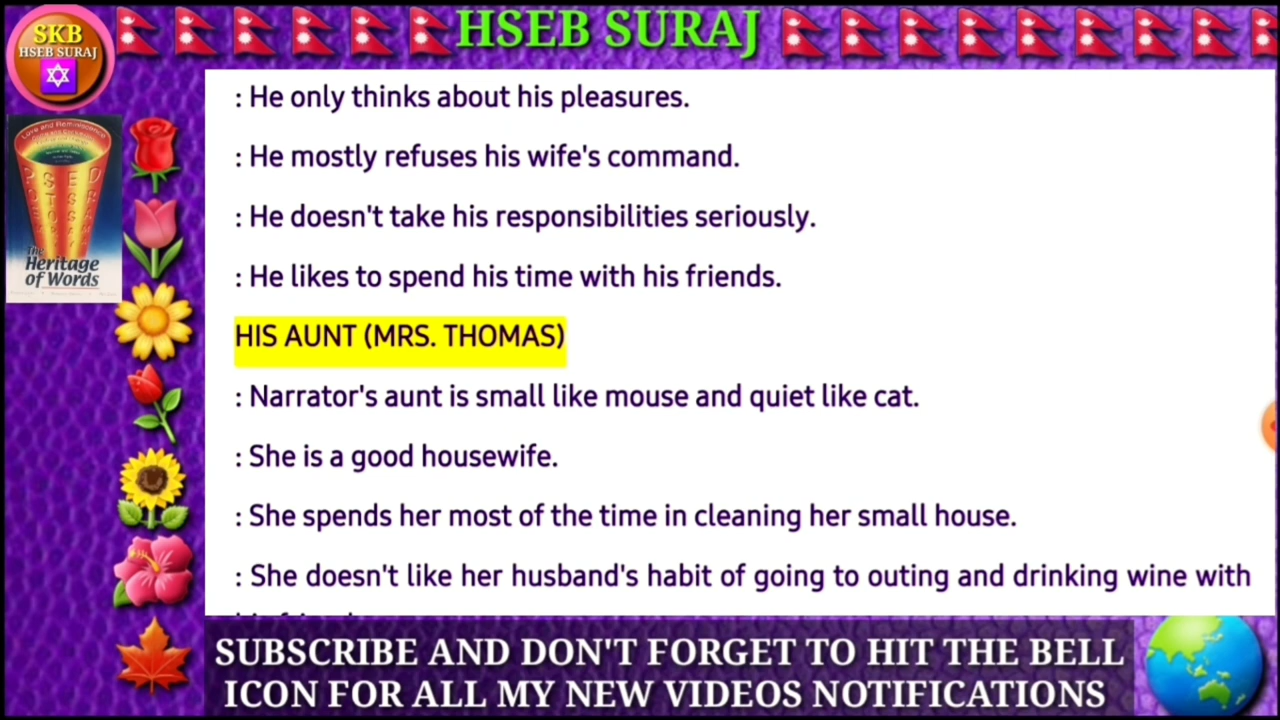 SKB
HSEB SURAJ
HSEB SURAJ
: He only thinks about his pleasures.
: He mostly refuses his wife's command.
: He doesn't take his responsibilities seriously.
: He likes to spend his time with his friends.
HIS AUNT (MRS. THOMAS)
: Narrator's aunt is small like mouse and quiet like cat.
: She is a good housewife.
: She spends her most of the time in cleaning her small house.
: She doesn't like her husband's habit of going to outing and drinking wine with
Love and Reminiscence
The
Heritage
of Words
SUBSCRIBE AND DON'T FORGET TO HIT THE BELL
ICON FOR ALL MY NEW VIDEOS NOTIFICATIONS